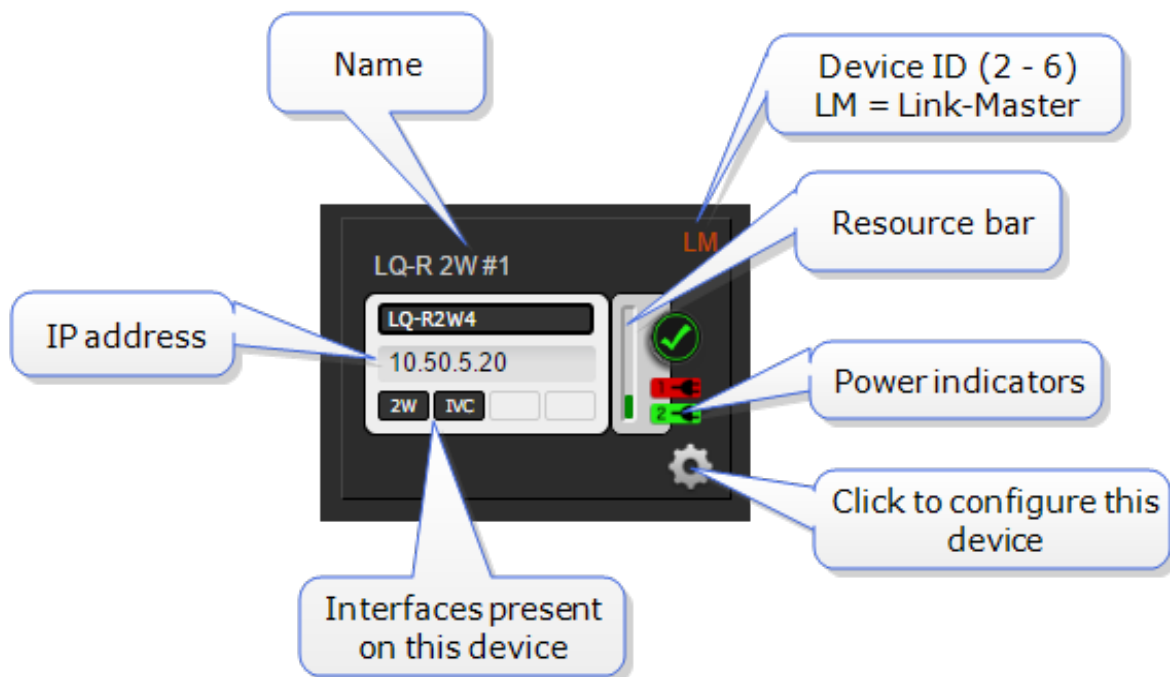 Name
Device ID (2 - 6)
LM = Link-Master
Resource bar
LM
LQ-R 2W #1
IP address
LQ-R2W4
10.50.5.20
2W IVC
1
2
Power indicators
Click to configure this
device
Interfaces present
on this device